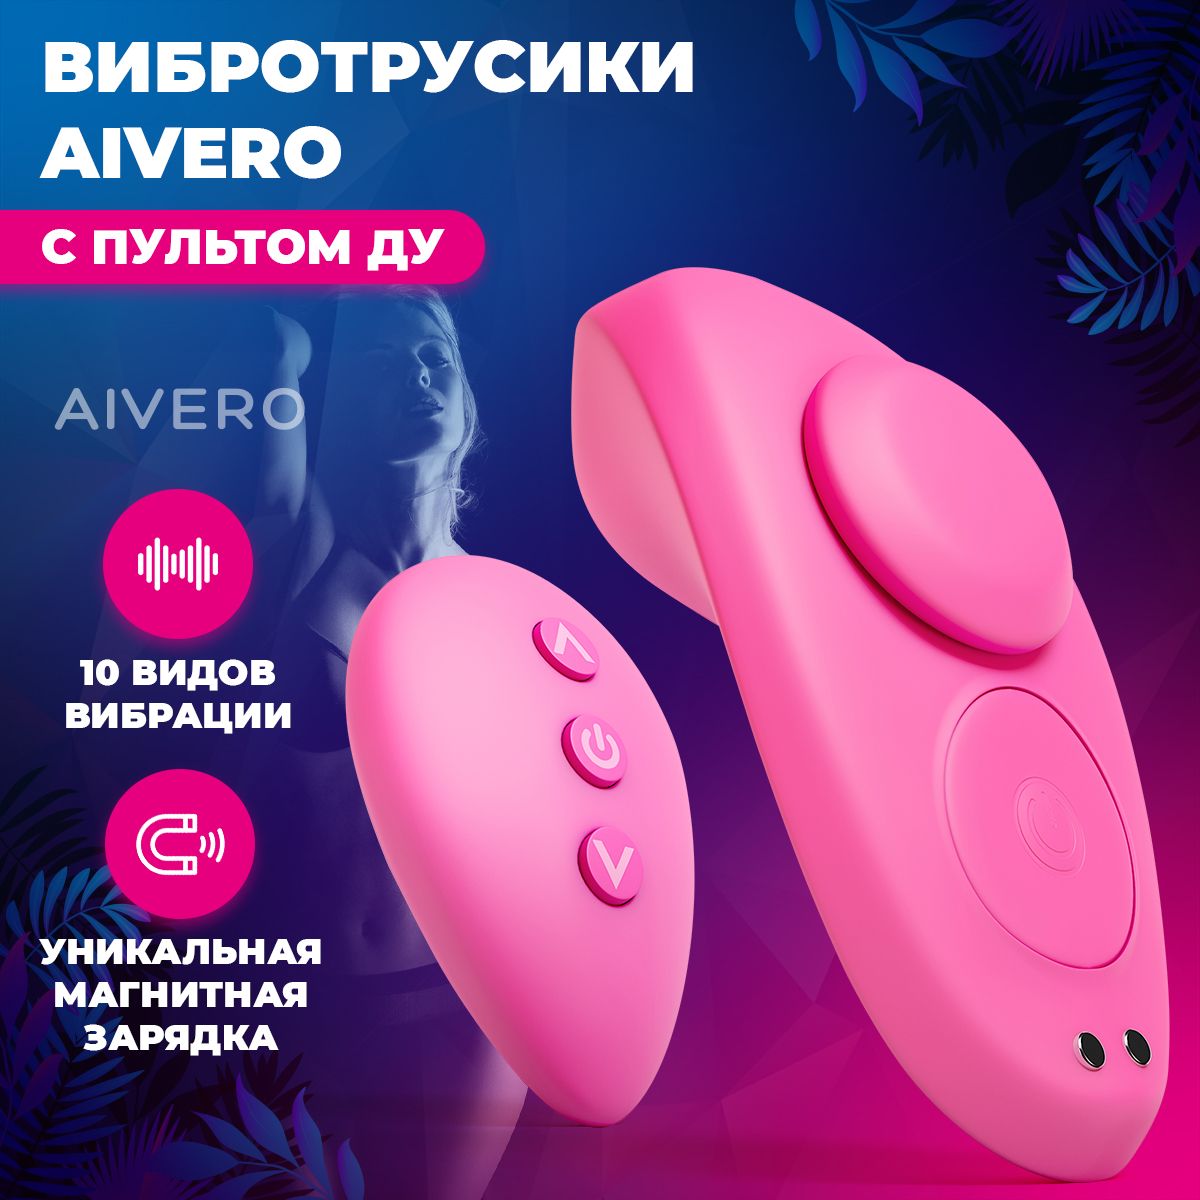 ВИБРОТРУСИКИ
AIVERO
С ПУЛЬТОМ ДУ
AIVERO
10 ВИДОВ
ВИБРАЦИИ
УНИКАЛЬНАЯ
МАГНИТНАЯ
ЗАРЯДКА